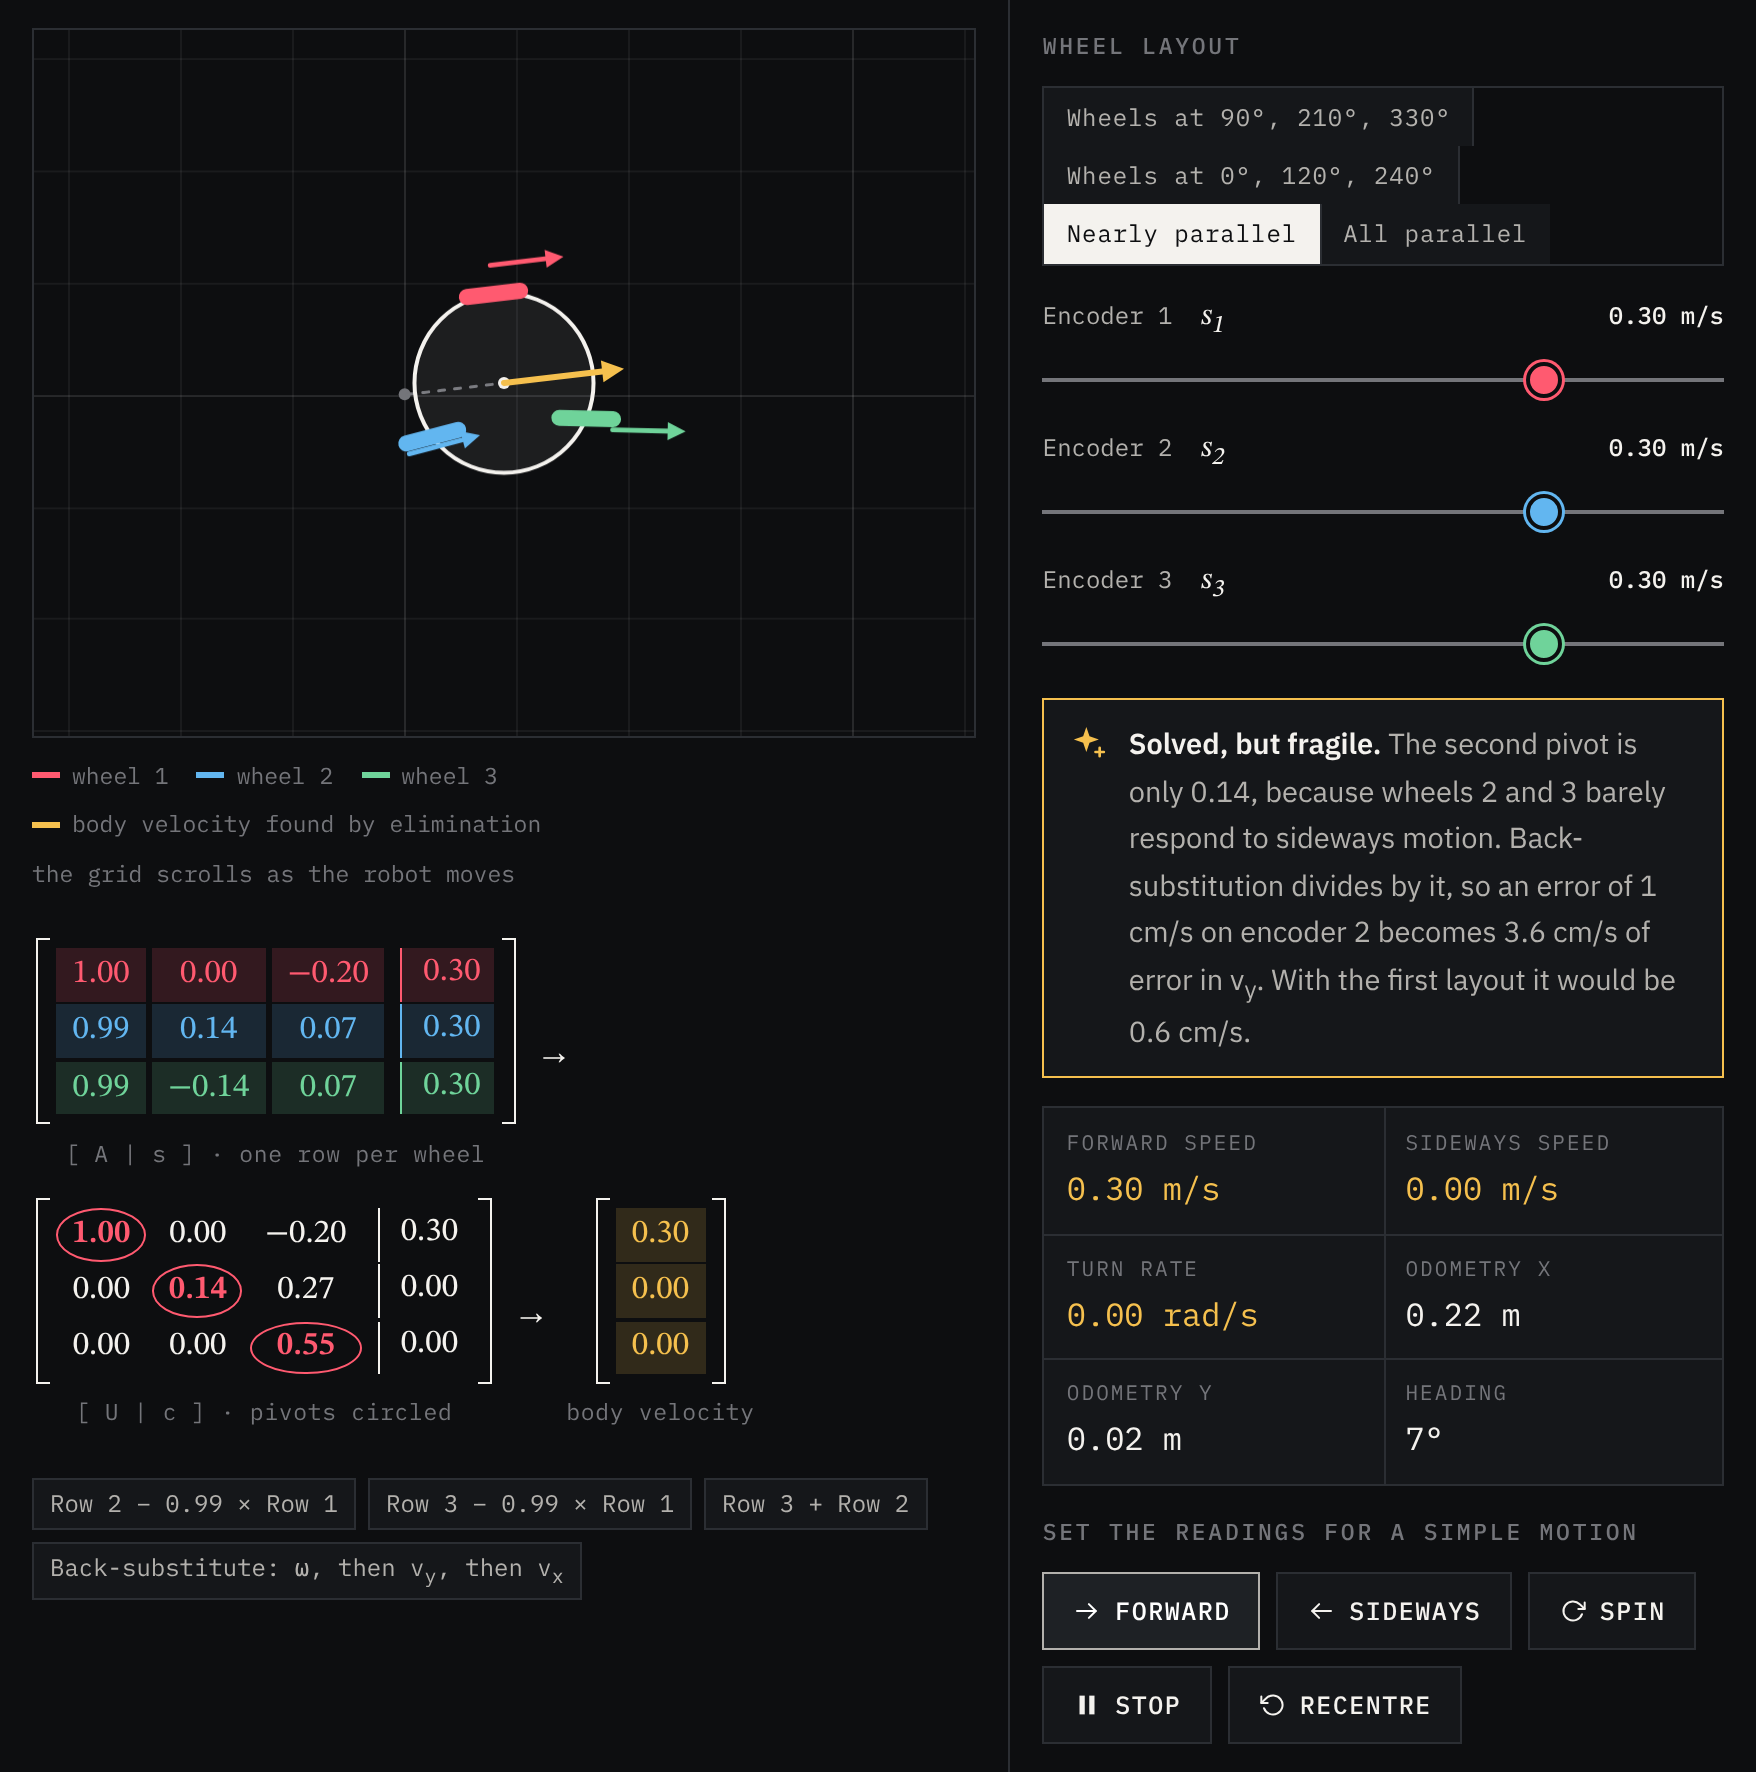 wheel 1 wheel 2 wheel 3
body velocity found by elimination
the grid scrolls as the robot moves
1.00 0.00 −0.20 0.30
0.99 0.14 0.07 0.30
0.99 −0.14 0.07 0.30
→
[ A | s ] · one row per wheel
1.00 0.00 −0.20 0.30
0.00 0.14 0.27 0.00
0.00 0.00 0.55 0.00
→
0.30
0.00
0.00
[ U | c ] · pivots circled
body velocity
Row 2 − 0.99 × Row 1
Row 3 − 0.99 × Row 1
Row 3 + Row 2
Back-substitute: ω, then vy, then vx
WHEEL LAYOUT
Wheels at 90°, 210°, 330°
Wheels at 0°, 120°, 240°
Nearly parallel
All parallel
Encoder 1 s1 0.30 m/s
Encoder 2 s2 0.30 m/s
Encoder 3 s3 0.30 m/s
Solved, but fragile. The second pivot is
only 0.14, because wheels 2 and 3 barely
respond to sideways motion. Back-
substitution divides by it, so an error of 1
cm/s on encoder 2 becomes 3.6 cm/s of
error in vy. With the first layout it would be
0.6 cm/s.
FORWARD SPEED
0.30 m/s
SIDEWAYS SPEED
0.00 m/s
TURN RATE
0.00 rad/s
ODOMETRY X
0.22 m
ODOMETRY Y
0.02 m
HEADING
7°
SET THE READINGS FOR A SIMPLE MOTION
→ FORWARD
← SIDEWAYS
SPIN
STOP
RECENTRE